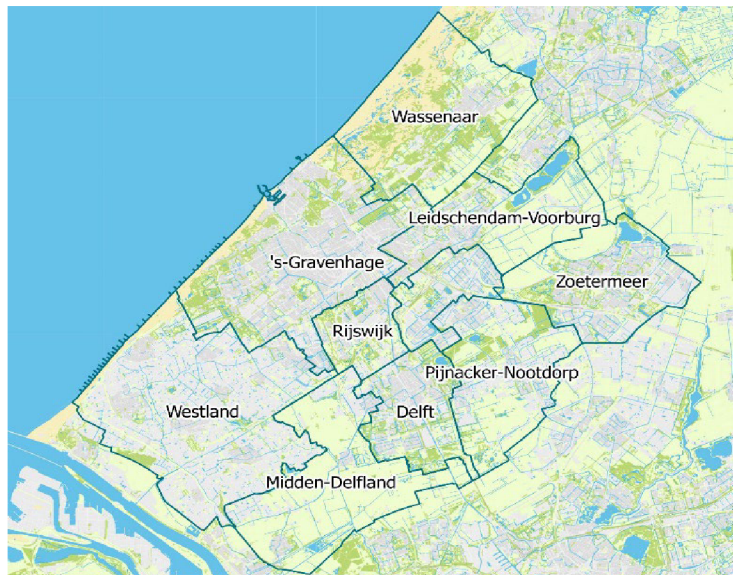 Wassenaar
Leidschendam-Voorburg
's-Gravenhage
Zoetermeer
Rijswijk
Pijnacker-Nootdorp
Westland
Delft
Midden-Delfland